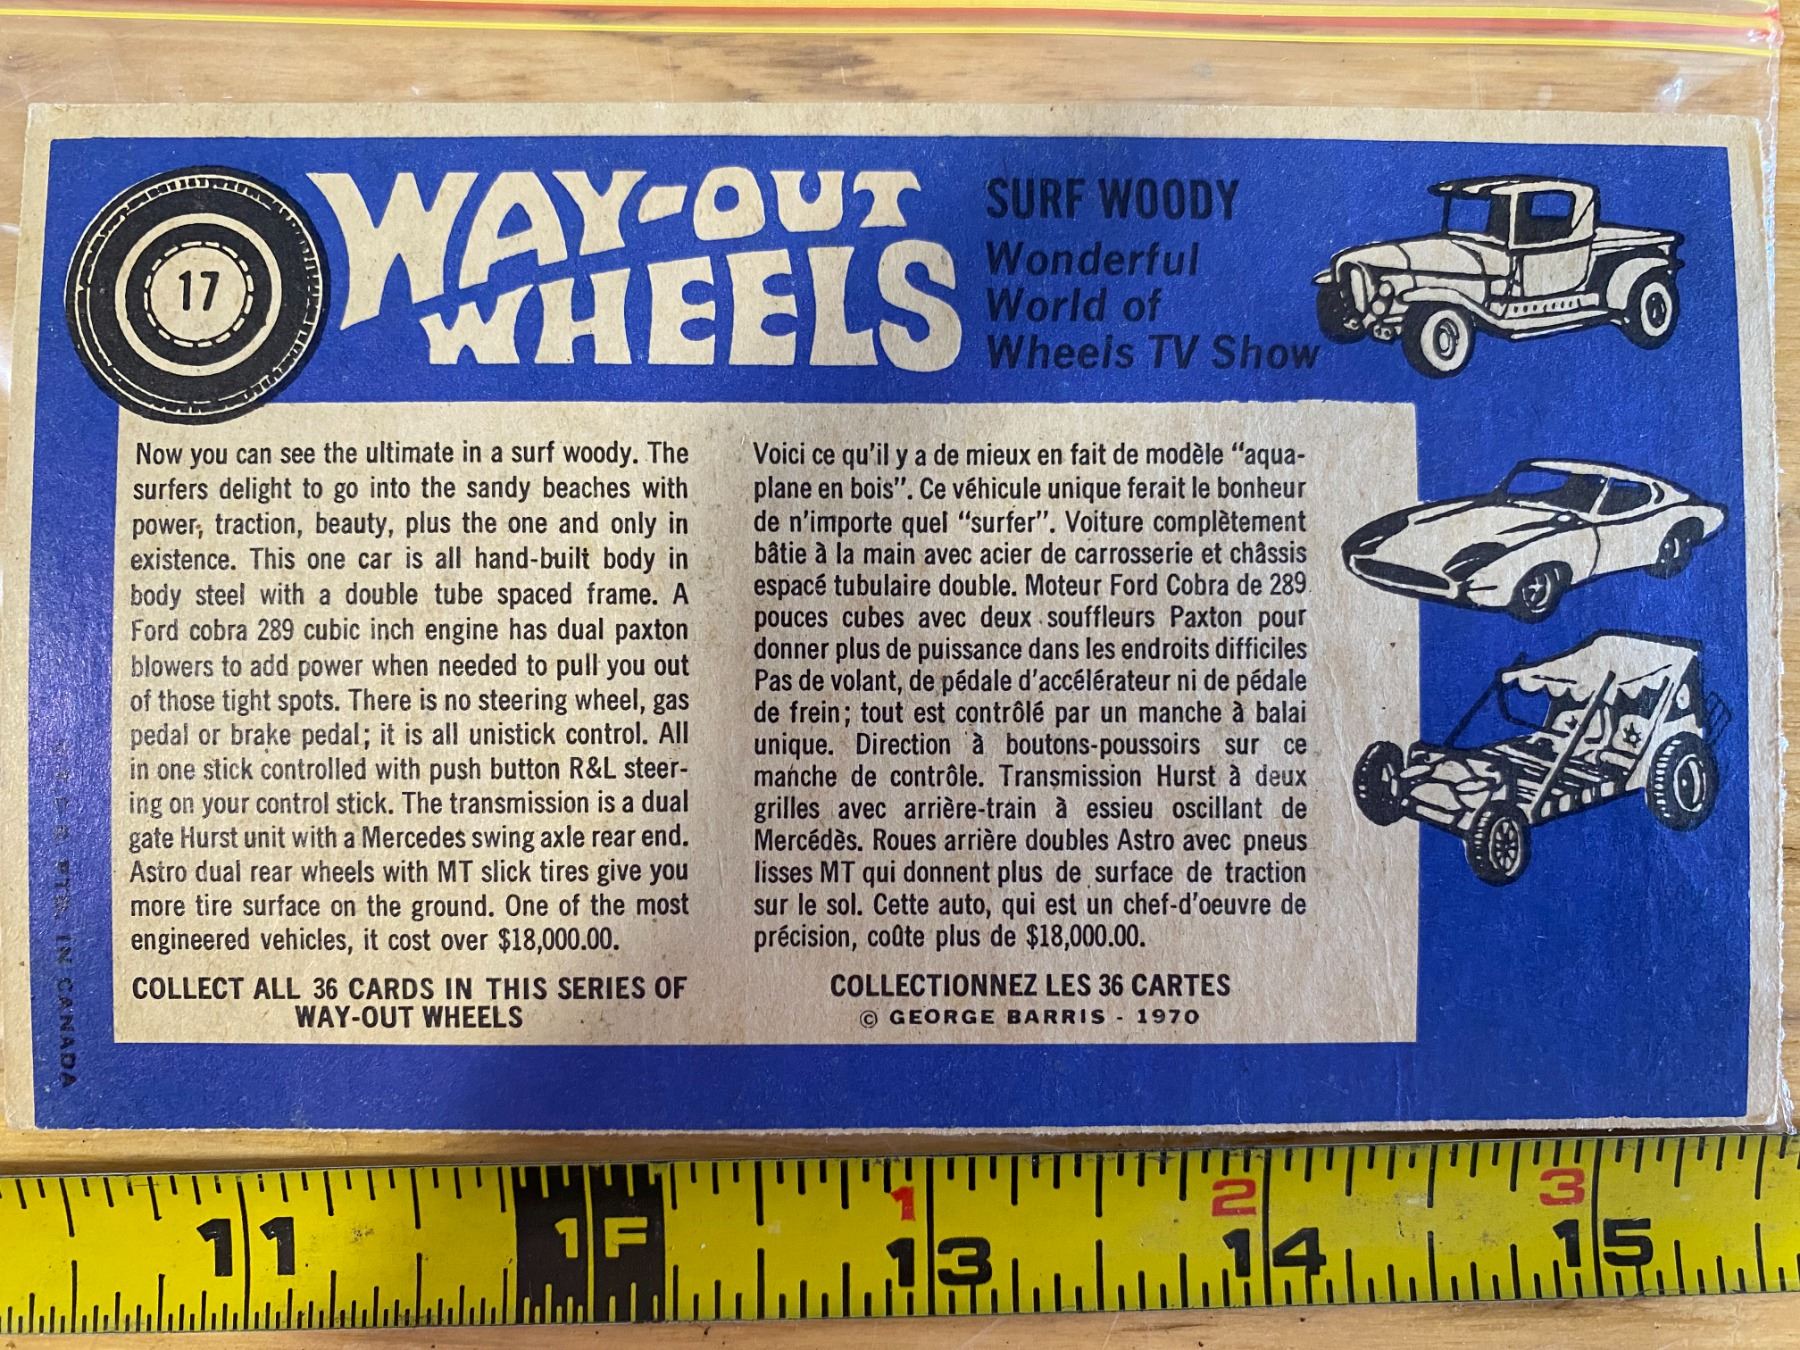 17
WAY-OUT
WHEELS
SURF WOODY
Wonderful
World of
Wheels TV Show
Now you can see the ultimate in a surf woody. The
surfers delight to go into the sandy beaches with
power, traction, beauty, plus the one and only in
existence. This one car is all hand-built body in
body steel with a double tube spaced frame. A
Ford cobra 289 cubic inch engine has dual paxton
blowers to add power when needed to pull you out
of those tight spots. There is no steering wheel, gas
pedal or brake pedal; it is all unistick control. All
in one stick controlled with push button R&L steer-
ing on your control stick. The transmission is a dual
gate Hurst unit with a Mercedes swing axle rear end.
Astro dual rear wheels with MT slick tires give you
more tire surface on the ground. One of the most
engineered vehicles, it cost over $18,000.00.
COLLECT ALL 36 CARDS IN THIS SERIES OF
WAY-OUT WHEELS
Voici ce qu'il y a de mieux en fait de modèle "aqua-
plane en bois". Ce véhicule unique ferait le bonheur
de n'importe quel "surfer". Voiture complètement
bâtie à la main avec acier de carrosserie et châssis
espacé tubulaire double. Moteur Ford Cobra de 289
pouces cubes avec deux souffleurs Paxton pour
donner plus de puissance dans les endroits difficiles
Pas de volant, de pédale d'accélérateur ni de pédale
de frein; tout est contrôlé par un manche à balai
unique. Direction à boutons-poussoirs sur ce
manche de contrôle. Transmission Hurst à deux
grilles avec arrière-train à essieu oscillant de
Mercédès. Roues arrière doubles Astro avec pneus
lisses MT qui donnent plus de surface de traction
sur le sol. Cette auto, qui est un chef-d'oeuvre de
précision, coûte plus de $18,000.00.
COLLECTIONNEZ LES 36 CARTES
© GEORGE BARRIS - 1970
IN CANADA
1 2 3
11 1F 13 14 15